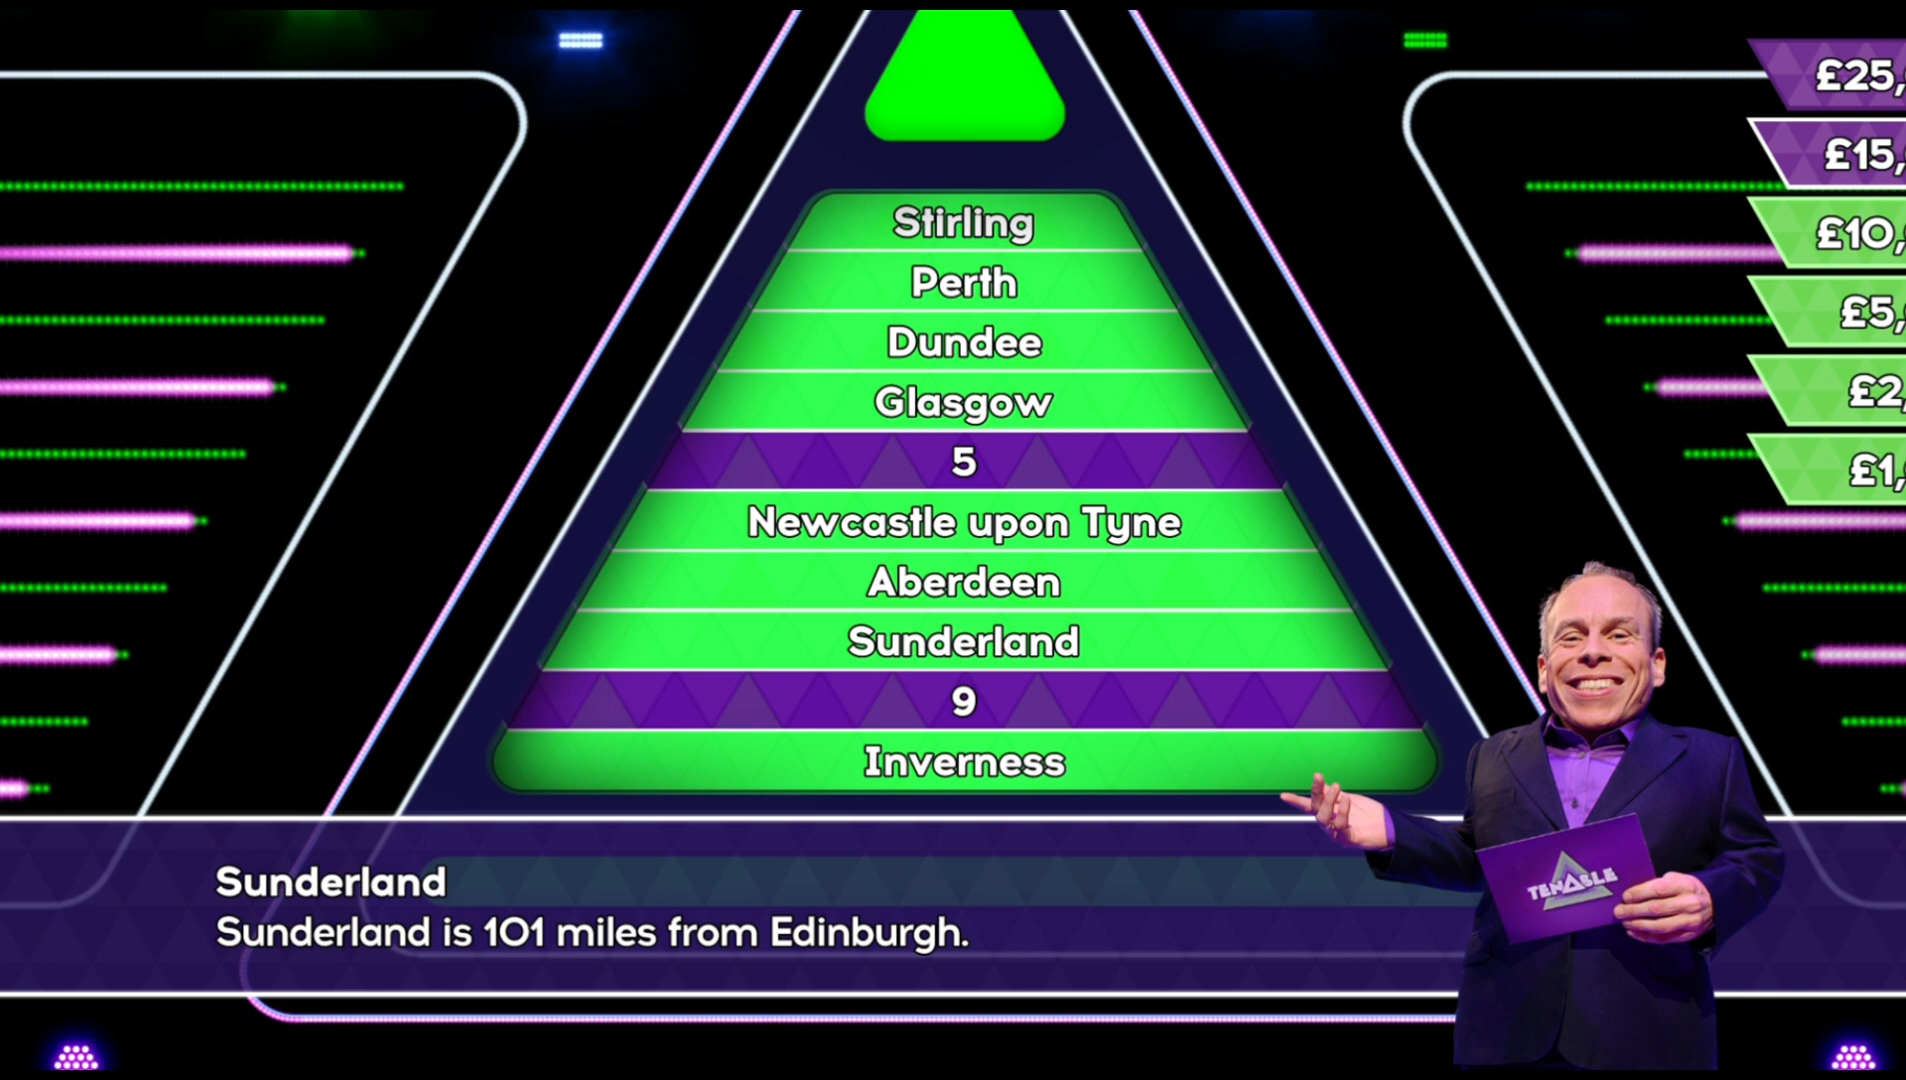 £25,
£15,
£10,
£5,
£2,
£1,
Stirling
Perth
Dundee
Glasgow
5
Newcastle upon Tyne
Aberdeen
Sunderland
9
Inverness
Sunderland
Sunderland is 101 miles from Edinburgh.
TENABLE